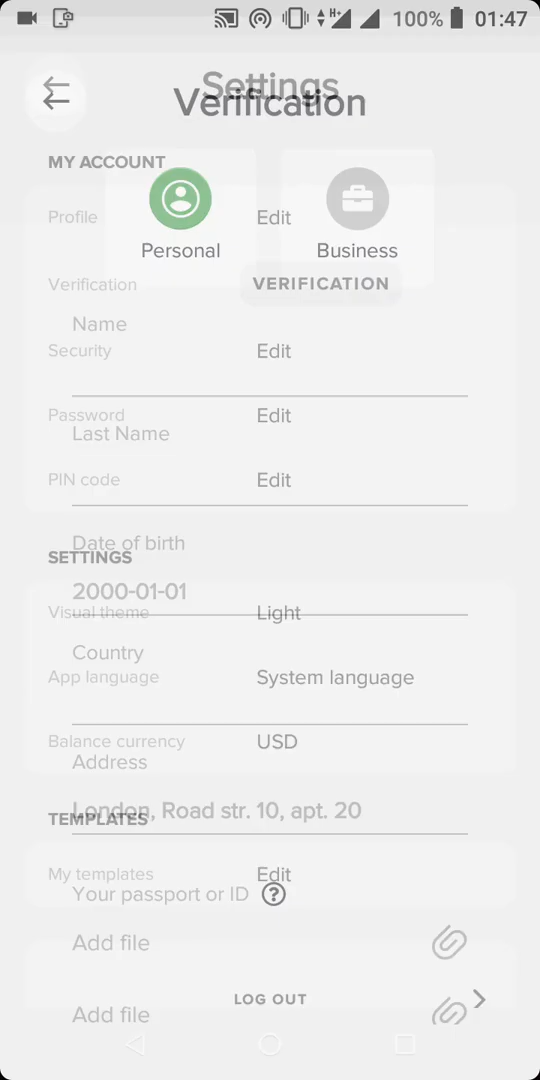 H+ 100% 01:47
Settings
Verification
MY ACCOUNT
Profile Edit
Personal Business
Verification VERIFICATION
Name
Security Edit
Password Edit
Last Name
PIN code Edit
Date of birth
SETTINGS
2000-01-01
Visual theme Light
Country
App language System language
Balance currency USD
Address
London, Road str. 10, apt. 20
TEMPLATES
My templates Edit
Your passport or ID ?
Add file
LOG OUT
Add file